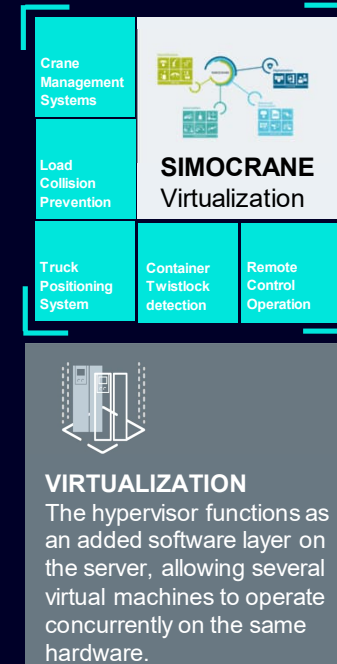 Crane
Management
Systems
SIMOCRANE
Virtualization
Load
Collision
Prevention
Truck
Positioning
System
Container
Twistlock
detection
Remote
Control
Operation
VIRTUALIZATION
The hypervisor functions as
an added software layer on
the server, allowing several
virtual machines to operate
concurrently on the same
hardware.